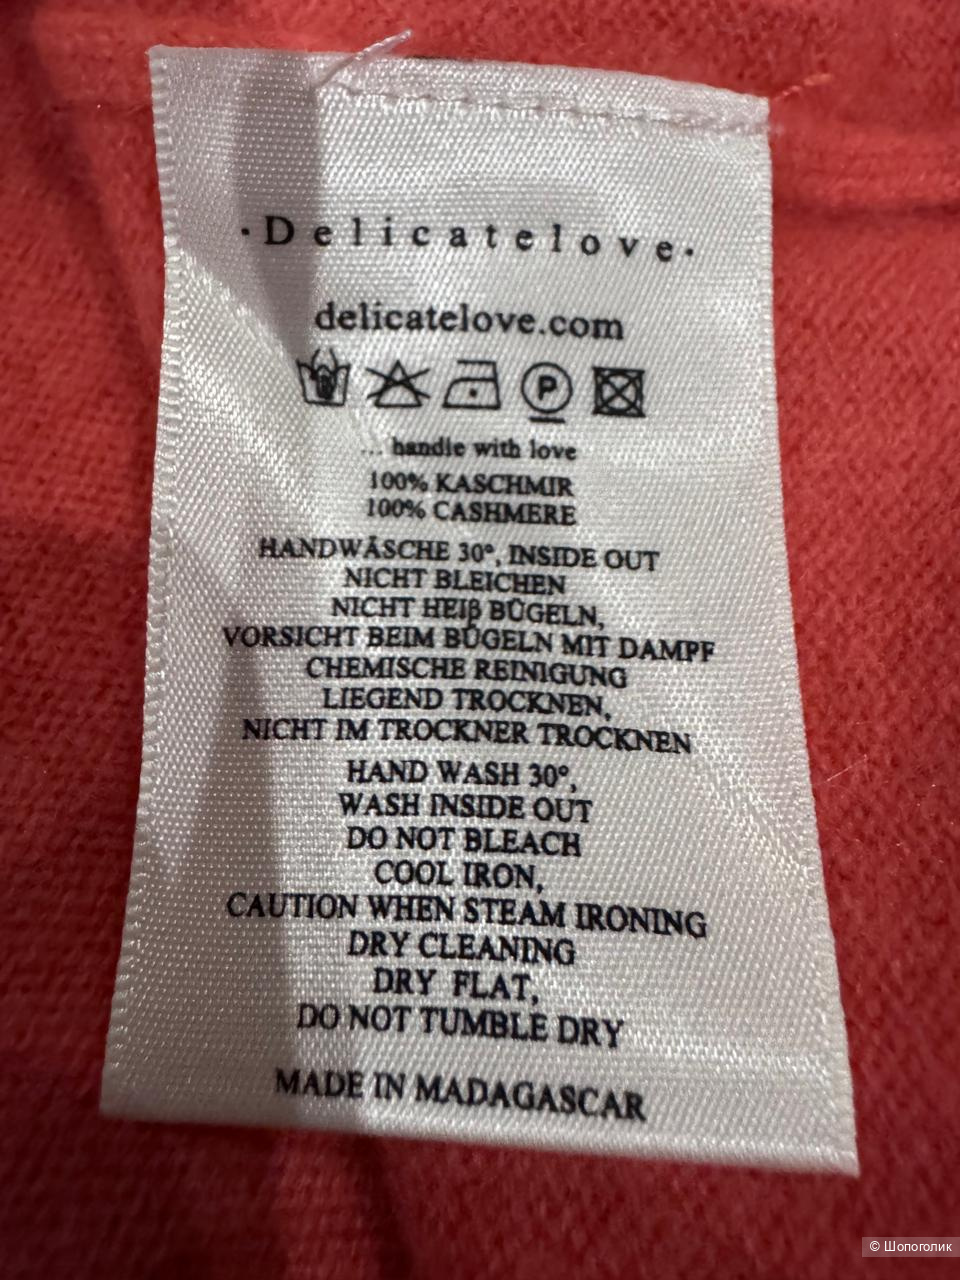 ·Delicatelove·
delicatelove.com
P
... handle with love
100% KASCHMIR
100% CASHMERE
HANDWÄSCHE 30°, INSIDE OUT
NICHT BLEICHEN
NICHT HEIβ BÜGELN,
VORSICHT BEIM BÜGELN MIT DAMPF
CHEMISCHE REINIGUNG
LIEGEND TROCKNEN,
NICHT IM TROCKNER TROCKNEN
HAND WASH 30°,
WASH INSIDE OUT
DO NOT BLEACH
COOL IRON,
CAUTION WHEN STEAM IRONING
DRY CLEANING
DRY FLAT,
DO NOT TUMBLE DRY
MADE IN MADAGASCAR
© Шопоголик